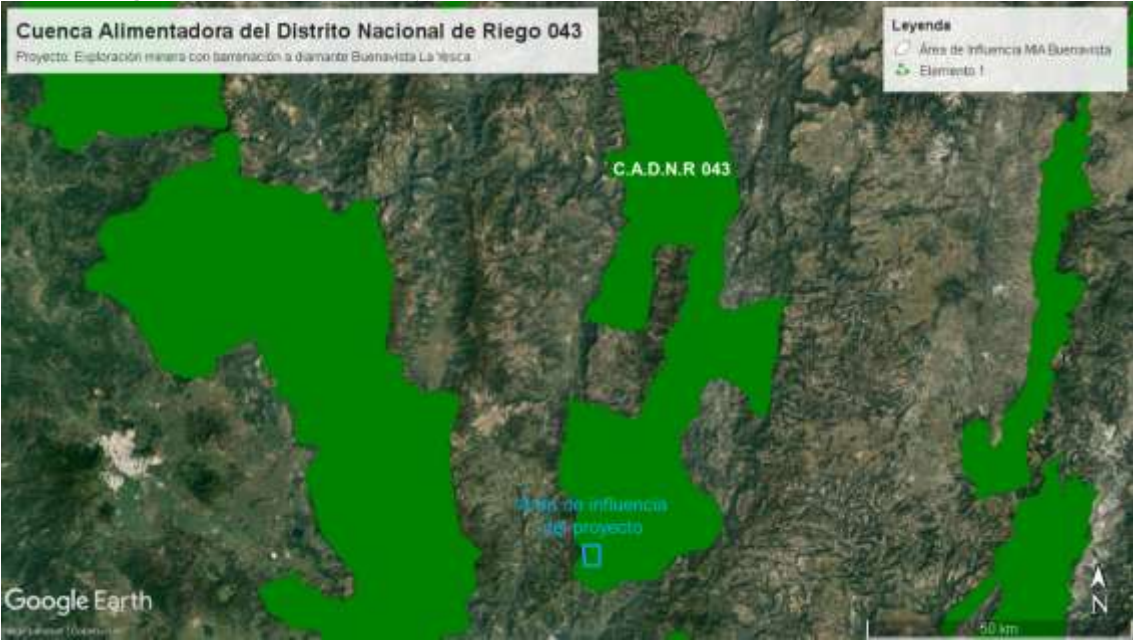 Cuenca Alimentadora del Distrito Nacional de Riego 043
Proyecto: Exploración minera con barrenación a diamante Buenavista La Yesca
Leyenda
Área de Influencia MIA Buenavista
Elemento 1
C.A.D.N.R 043
Área de influencia
del proyecto
Google Earth
N
50 km